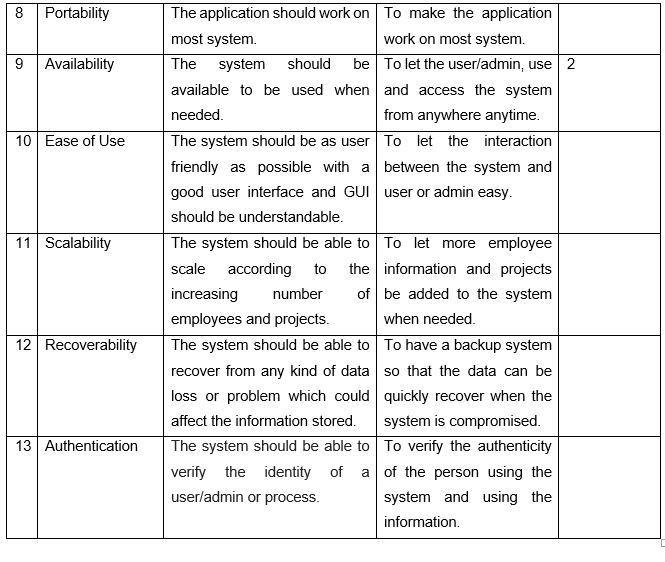 8 Portability The application should work on To make the application
most system. work on most system.
9 Availability The system should be To let the user/admin, use 2
available to be used when and access the system
needed. from anywhere anytime.
10 Ease of Use The system should be as user To let the interaction
friendly as possible with a between the system and
good user interface and GUI user or admin easy.
should be understandable.
11 Scalability The system should be able to To let more employee
scale according to the information and projects
increasing number of be added to the system
employees and projects. when needed.
12 Recoverability The system should be able to To have a backup system
recover from any kind of data so that the data can be
loss or problem which could quickly recover when the
affect the information stored. system is compromised.
13 Authentication The system should be able to To verify the authenticity
verify the identity of a of the person using the
user/admin or process. system and using the
information.